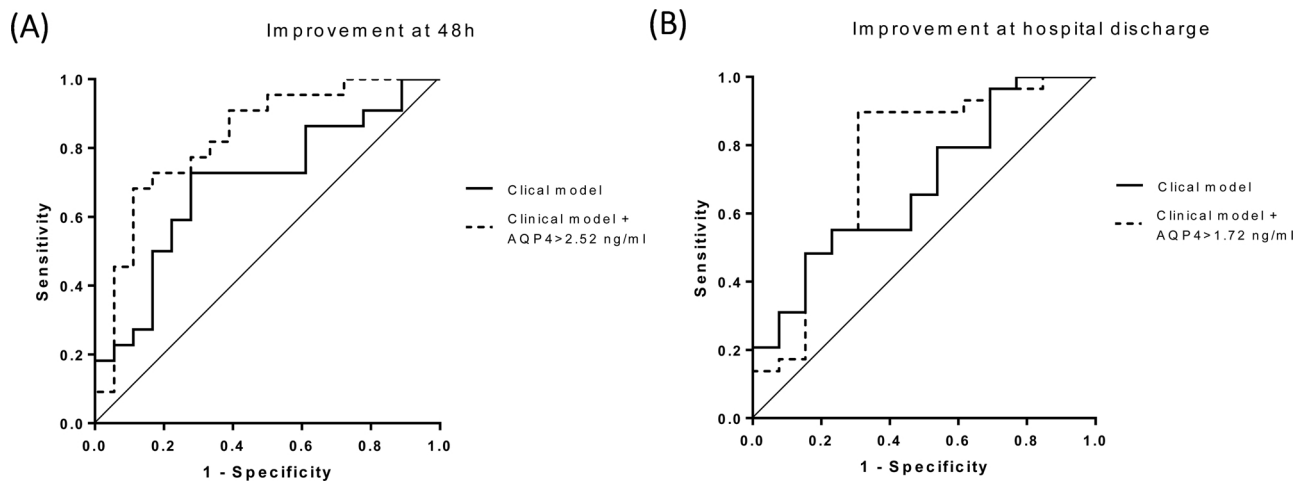 (A)
Improvement at 48h
1.0
0.8
0.6
0.4
0.2
0.0
Sensitivity
0.0 0.2 0.4 0.6 0.8 1.0
1 - Specificity
Clical model
Clinical model +
AQP4>2.52 ng/ml
(B)
Improvement at hospital discharge
1.0
0.8
0.6
0.4
0.2
0.0
Sensitivity
0.0 0.2 0.4 0.6 0.8 1.0
1 - Specificity
Clical model
Clinical model +
AQP4>1.72 ng/ml